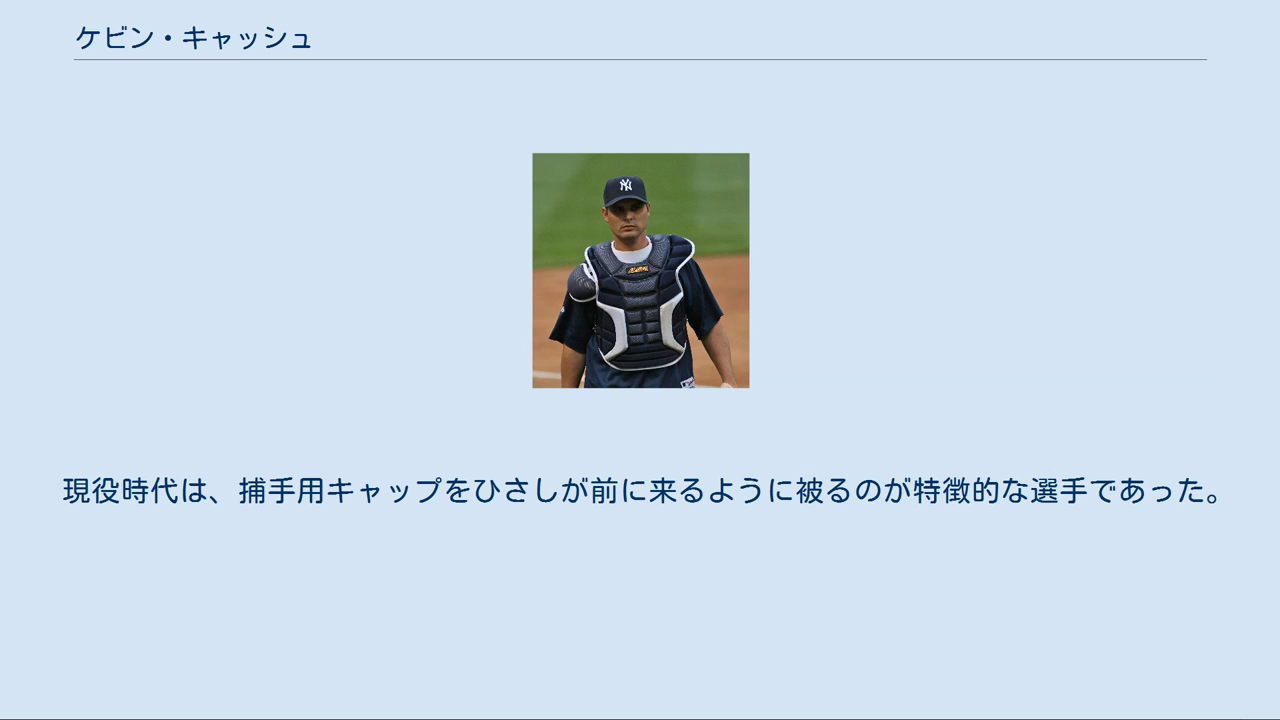 ケビン・キャッシュ
NY
現役時代は、捕手用キャップをひさしが前に来るように被るのが特徴的な選手であった。